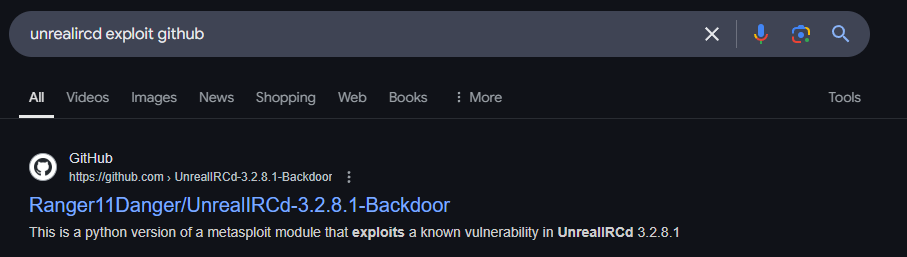 unrealircd exploit github
All Videos Images News Shopping Web Books More Tools
GitHub
https://github.com › UnrealIRCd-3.2.8.1-Backdoor
Ranger11Danger/UnrealIRCd-3.2.8.1-Backdoor
This is a python version of a metasploit module that exploits a known vulnerability in UnrealIRCd 3.2.8.1